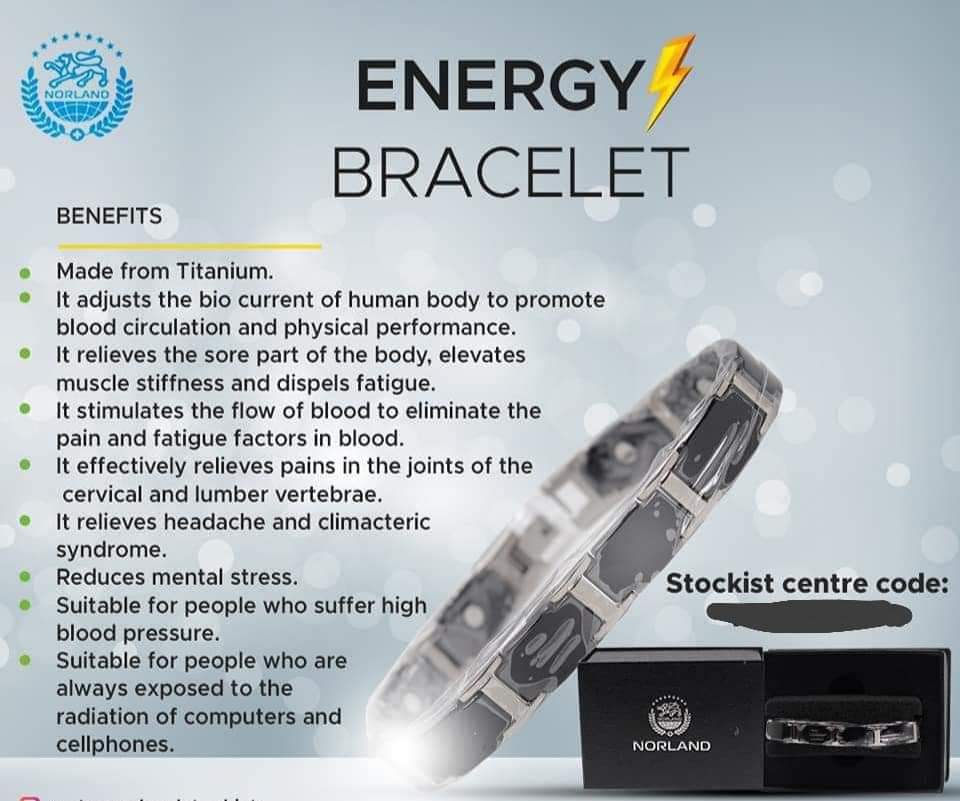 NORLAND
ENERGY
BRACELET
BENEFITS
Made from Titanium.
It adjusts the bio current of human body to promote
blood circulation and physical performance.
It relieves the sore part of the body, elevates
muscle stiffness and dispels fatigue.
It stimulates the flow of blood to eliminate the
pain and fatigue factors in blood.
It effectively relieves pains in the joints of the
cervical and lumber vertebrae.
It relieves headache and climacteric
syndrome.
Reduces mental stress.
Suitable for people who suffer high
blood pressure.
Suitable for people who are
always exposed to the
radiation of computers and
cellphones.
Stockist centre code:
NORLAND